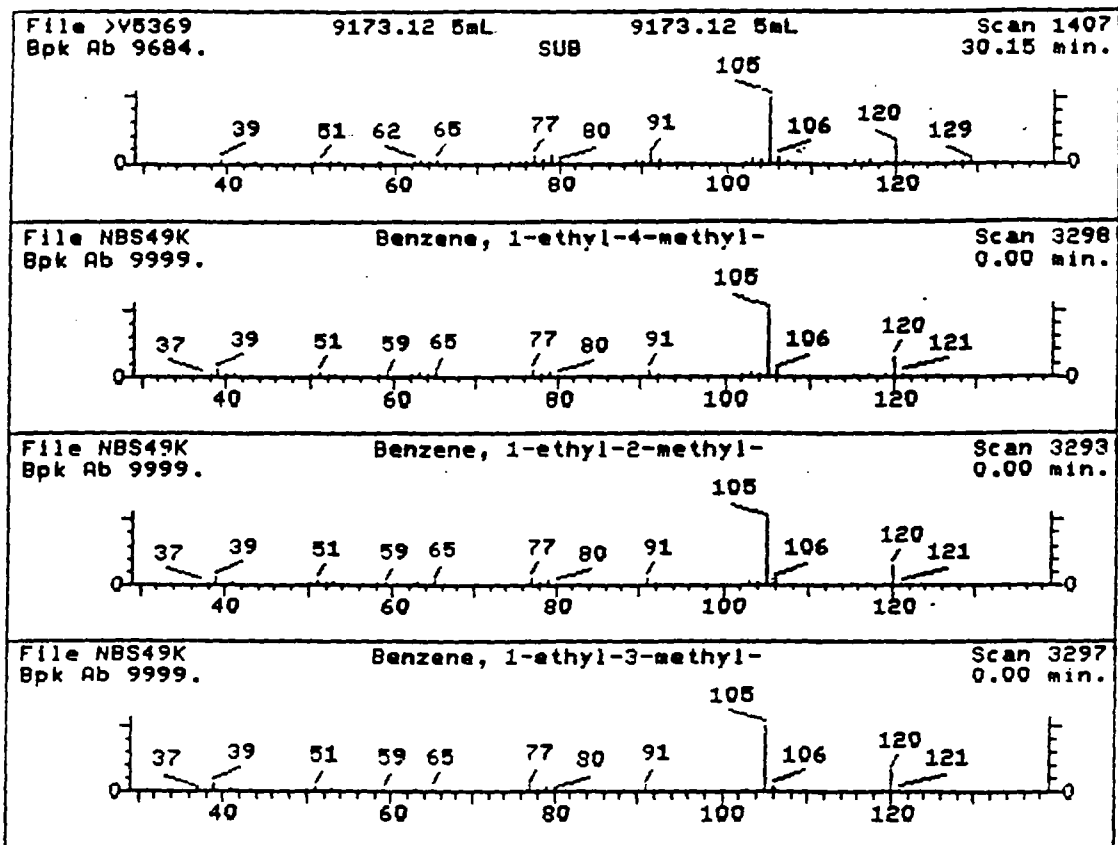 File >V5369 9173.12 5mL 9173.12 5mL Scan 1407
Bpk Ab 9684. SUB 30.15 min.
105
39 51 62 65 77 80 91 106 120 129
0 0
40 60 80 100 120
File NBS49K Benzene, 1-ethyl-4-methyl- Scan 3298
Bpk Ab 9999. 0.00 min.
105
37 39 51 59 65 77 80 91 106 120 121
0 0
40 60 80 100 120
File NBS49K Benzene, 1-ethyl-2-methyl- Scan 3293
Bpk Ab 9999. 0.00 min.
105
37 39 51 59 65 77 80 91 106 120 121
0 0
40 60 80 100 120
File NBS49K Benzene, 1-ethyl-3-methyl- Scan 3297
Bpk Ab 9999. 0.00 min.
105
37 39 51 59 65 77 80 91 106 120 121
0 0
40 60 80 100 120